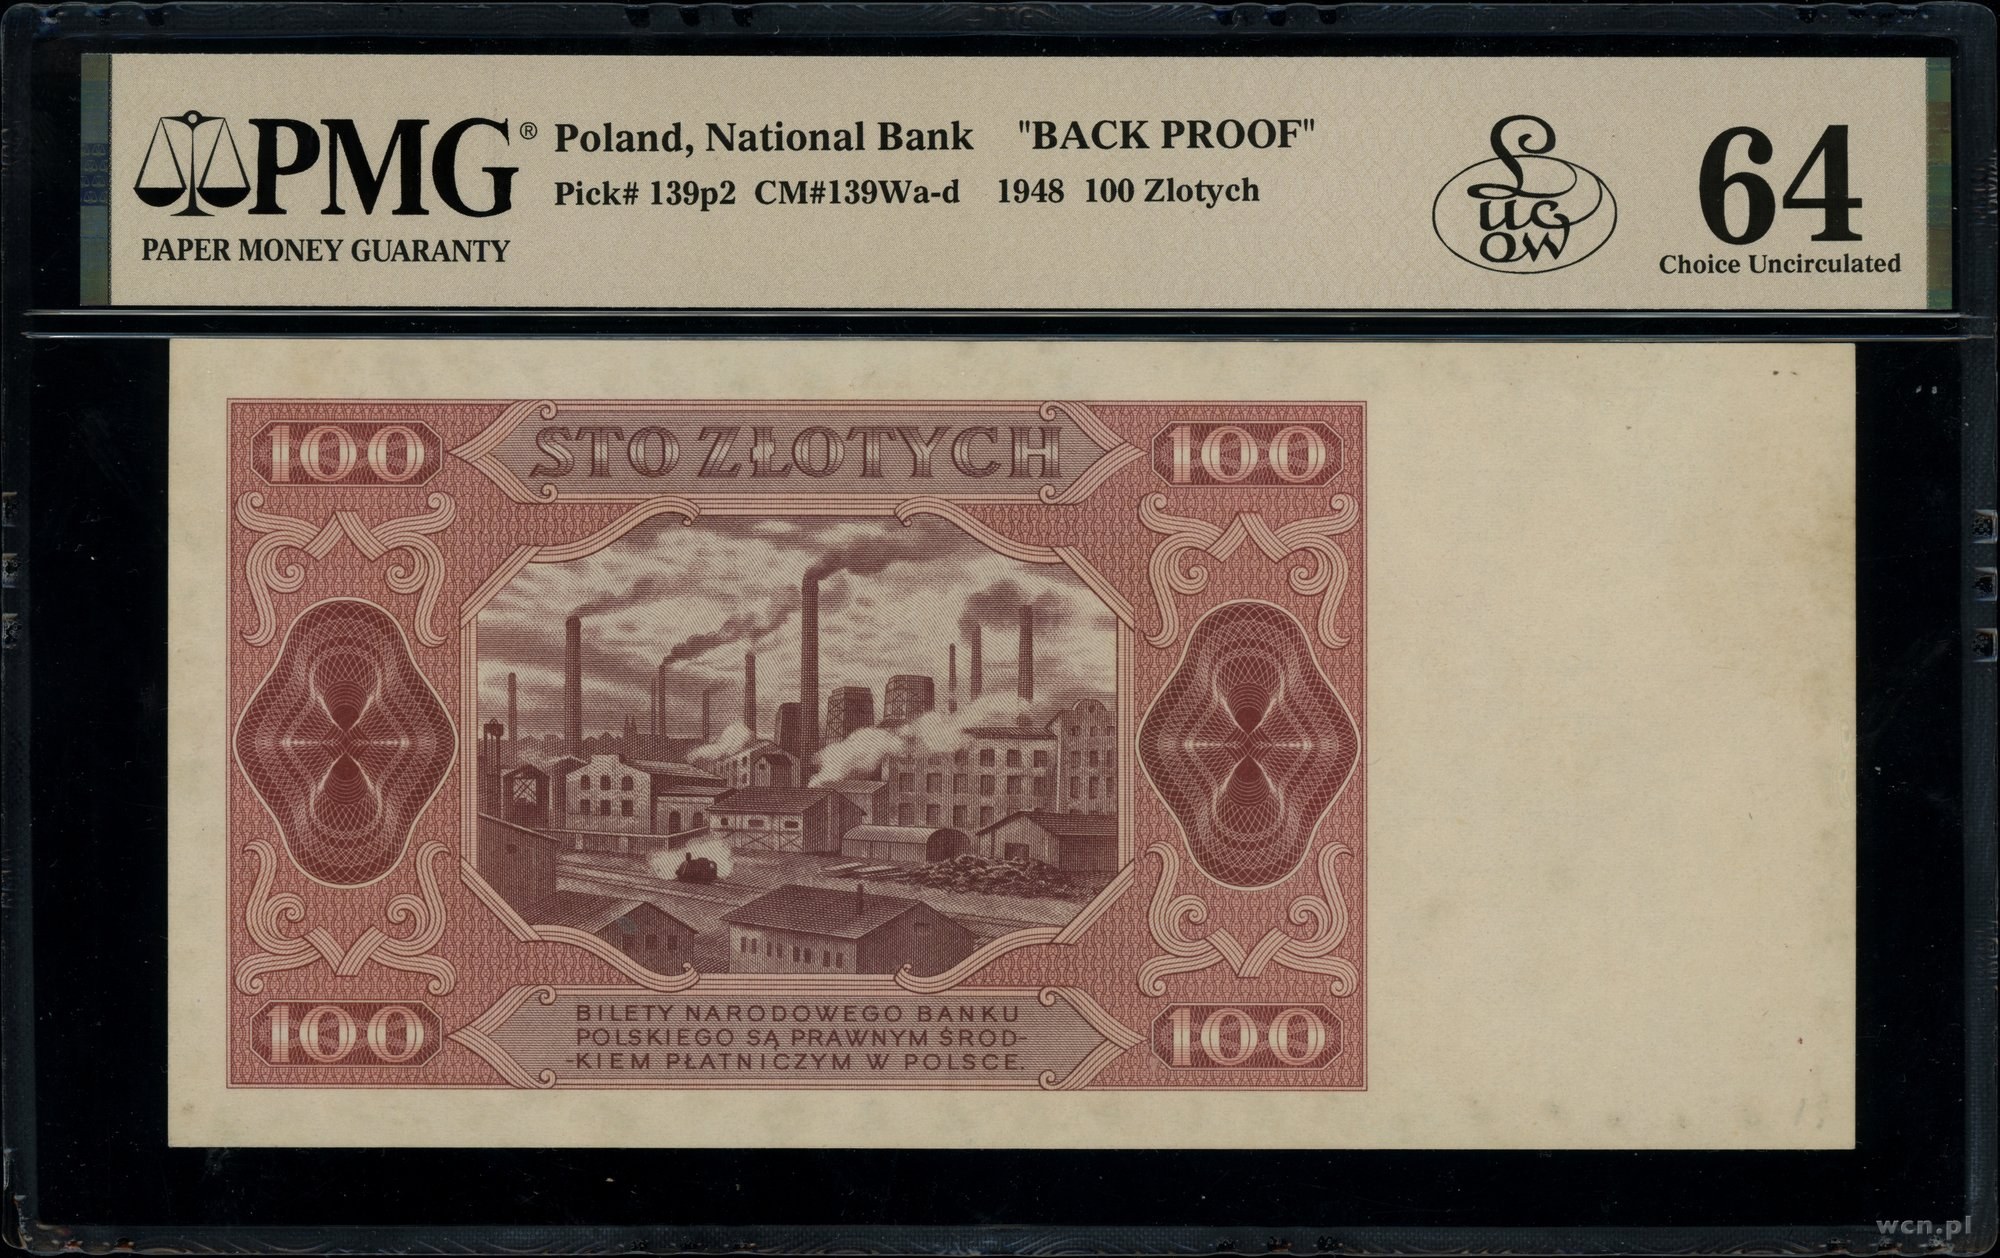 PMG® Poland, National Bank "BACK PROOF"
Pick# 139p2 CM#139Wa-d 1948 100 Zlotych
PAPER MONEY GUARANTY
Lucow
64
Choice Uncirculated
100 STO ZŁOTYCH 100
BILETY NARODOWEGO BANKU
POLSKIEGO SĄ PRAWNYM ŚROD-
-KIEM PŁATNICZYM W POLSCE.
100 100
wcn.pl